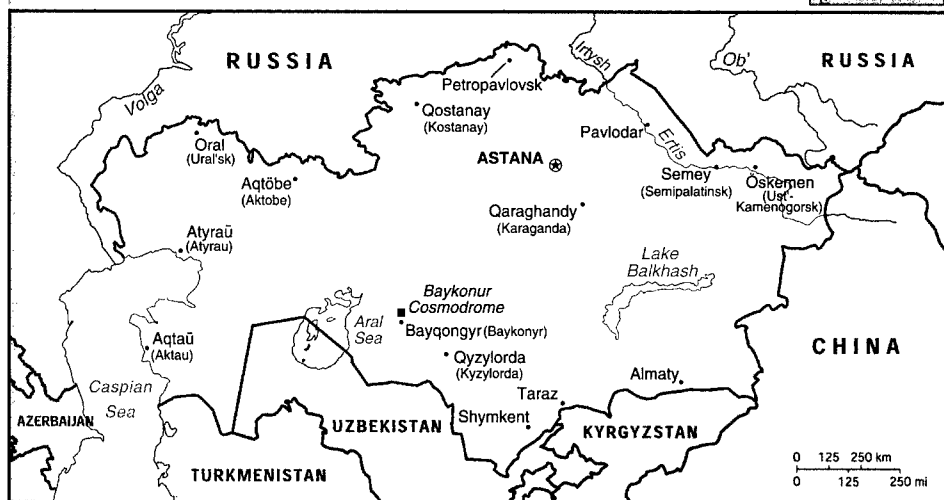 RUSSIA
Irtysh
Ob'
RUSSIA
Volga
Petropavlovsk
Qostanay
(Kostanay)
Pavlodar
Oral
(Ural'sk)
ASTANA
Ertis
Semey
(Semipalatinsk)
Öskemen
(Ust'-
Kamenogorsk)
Aqtöbe
(Aktobe)
Qaraghandy
(Karaganda)
Atyraū
(Atyrau)
Lake
Balkhash
Baykonur
Cosmodrome
Aral
Sea
Bayqongyr (Baykonyr)
Aqtaū
(Aktau)
Qyzylorda
(Kyzylorda)
CHINA
Caspian
Sea
Almaty
Taraz
AZERBAIJAN
Shymkent
UZBEKISTAN
KYRGYZSTAN
TURKMENISTAN
0 125 250 km
0 125 250 mi